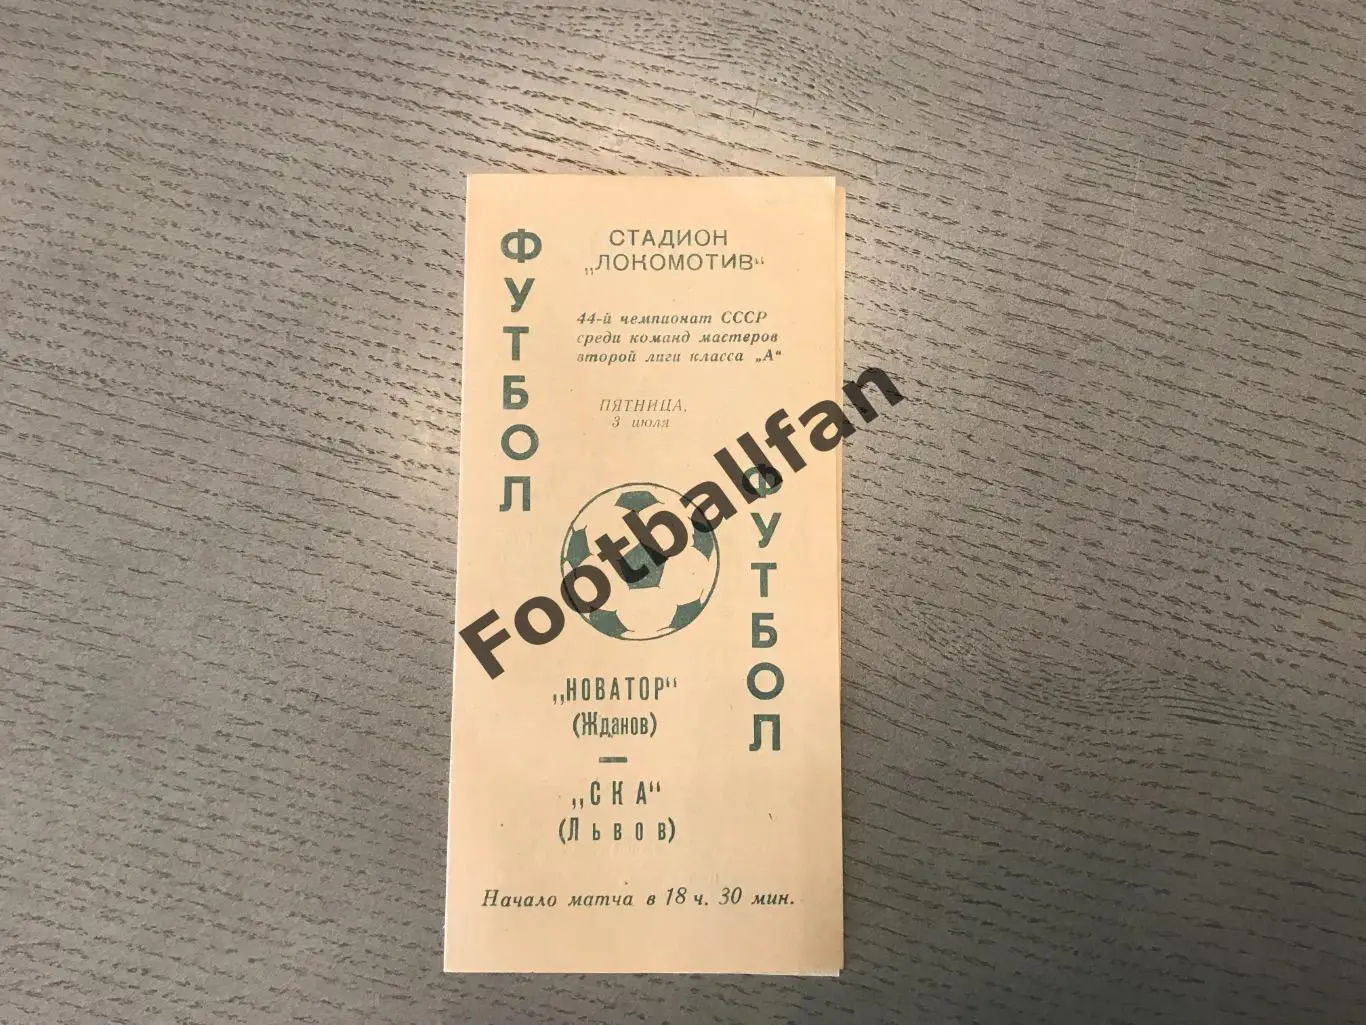 ФУТБОЛ
СТАДИОН
„ЛОКОМОТИВ“
44-й чемпионат СССР
среди команд мастеров
второй лиги класса „А“
ПЯТНИЦА,
3 июля
Footballfan
ФУТБОЛ
„НОВАТОР“
(Жданов)
—
„СКА“
(Львов)
Начало матча в 18 ч. 30 мин.